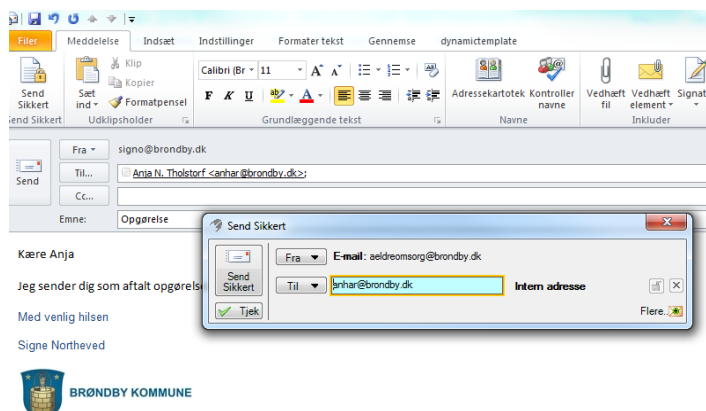 Filer Meddelelse Indsæt Indstillinger Formater tekst Gennemse dynamictemplate
Send Sikkert
Sæt ind
Klip
Kopier
Formatpensel
Calibri (Br 11 A A
F K U A
Adressekartotek Kontroller navne
Vedhæft fil Vedhæft element Signat
Send Sikkert Udklipsholder Grundlæggende tekst Navne Inkluder
Send
Fra signo@brondby.dk
Til... Anja N. Tholstorf <anhar@brondby.dk>;
Cc...
Emne: Opgørelse
Kære Anja
Jeg sender dig som aftalt opgørels
Med venlig hilsen
Signe Northeved
BRØNDBY KOMMUNE
Send Sikkert
Send Sikkert
Fra E-mail: aeldreomsorg@brondby.dk
Til anhar@brondby.dk Intern adresse
Tjek Flere..